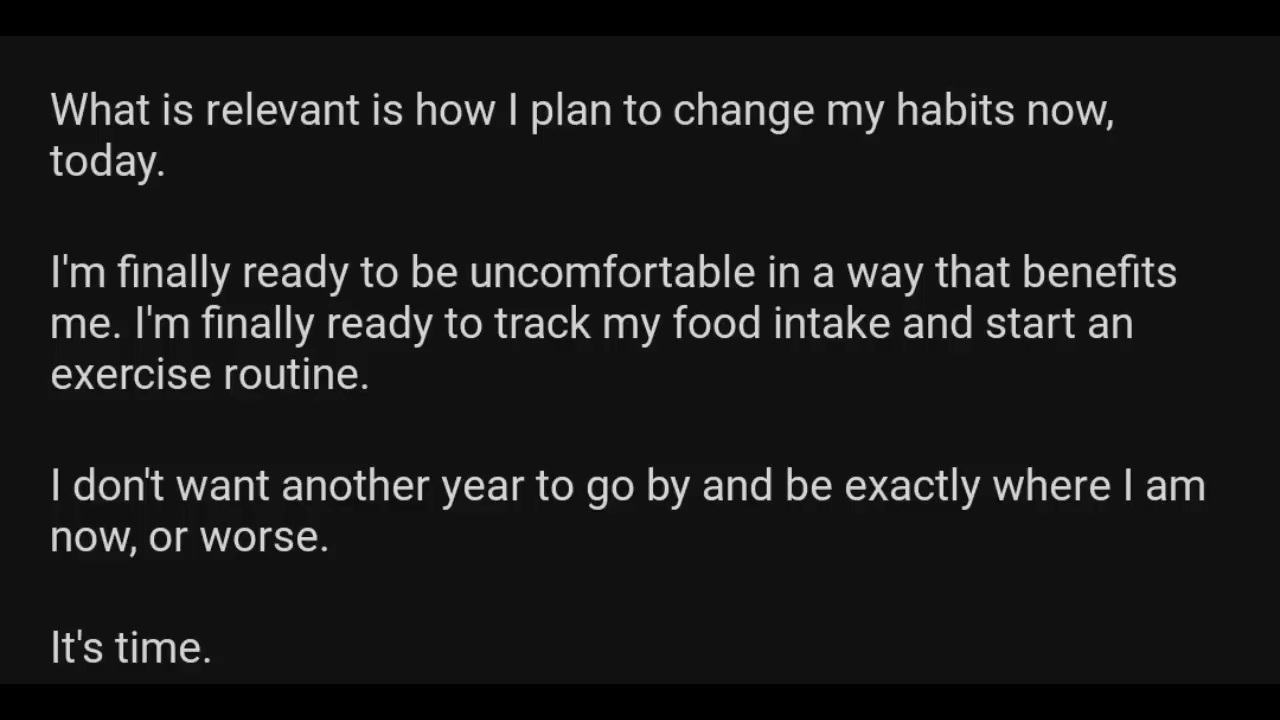 What is relevant is how I plan to change my habits now,
today.
I'm finally ready to be uncomfortable in a way that benefits
me. I'm finally ready to track my food intake and start an
exercise routine.
I don't want another year to go by and be exactly where I am
now, or worse.
It's time.